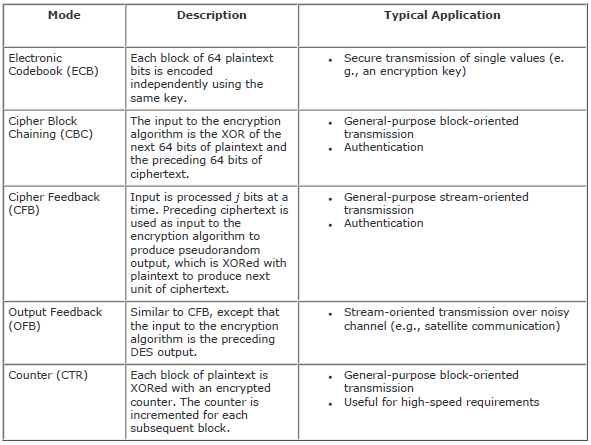 Mode Description Typical Application
Electronic
Codebook (ECB)
Each block of 64 plaintext
bits is encoded
independently using the
same key.
• Secure transmission of single values (e.
g., an encryption key)
Cipher Block
Chaining (CBC)
The input to the encryption
algorithm is the XOR of the
next 64 bits of plaintext and
the preceding 64 bits of
ciphertext.
• General-purpose block-oriented
transmission
• Authentication
Cipher Feedback
(CFB)
Input is processed j bits at a
time. Preceding ciphertext is
used as input to the
encryption algorithm to
produce pseudorandom
output, which is XORed with
plaintext to produce next
unit of ciphertext.
• General-purpose stream-oriented
transmission
• Authentication
Output Feedback
(OFB)
Similar to CFB, except that
the input to the encryption
algorithm is the preceding
DES output.
• Stream-oriented transmission over noisy
channel (e.g., satellite communication)
Counter (CTR)
Each block of plaintext is
XORed with an encrypted
counter. The counter is
incremented for each
subsequent block.
• General-purpose block-oriented
transmission
• Useful for high-speed requirements